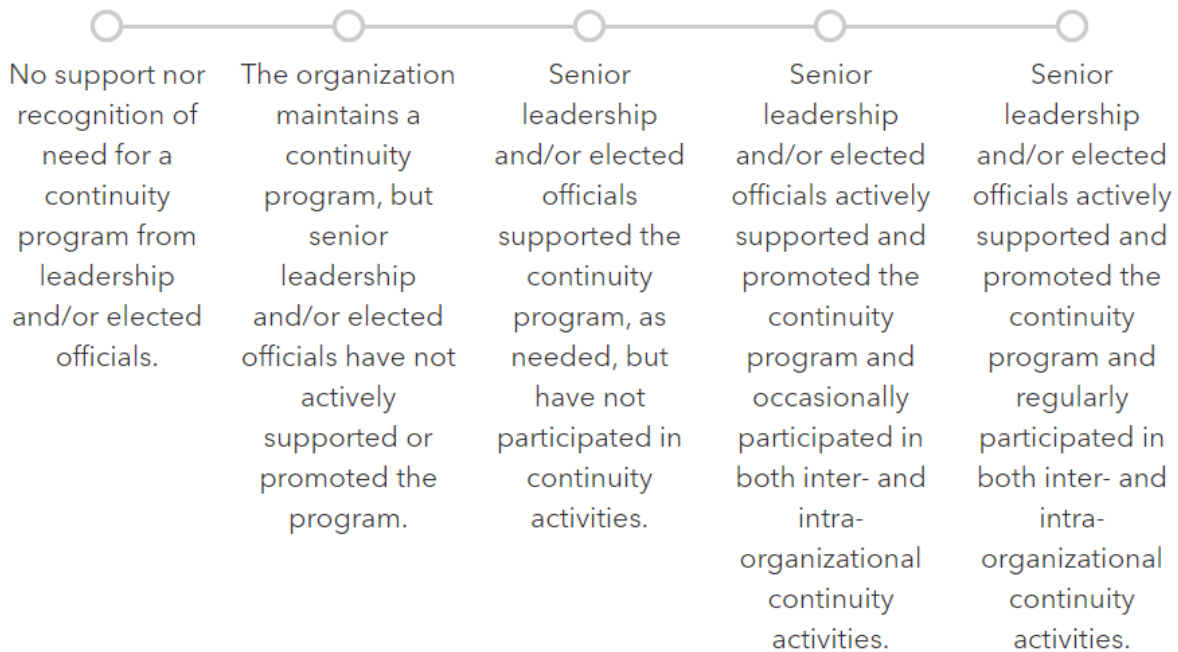 No support nor
recognition of
need for a
continuity
program from
leadership
and/or elected
officials.
The organization
maintains a
continuity
program, but
senior
leadership
and/or elected
officials have not
actively
supported or
promoted the
program.
Senior
leadership
and/or elected
officials
supported the
continuity
program, as
needed, but
have not
participated in
continuity
activities.
Senior
leadership
and/or elected
officials actively
supported and
promoted the
continuity
program and
occasionally
participated in
both inter- and
intra-
organizational
continuity
activities.
Senior
leadership
and/or elected
officials actively
supported and
promoted the
continuity
program and
regularly
participated in
both inter- and
intra-
organizational
continuity
activities.